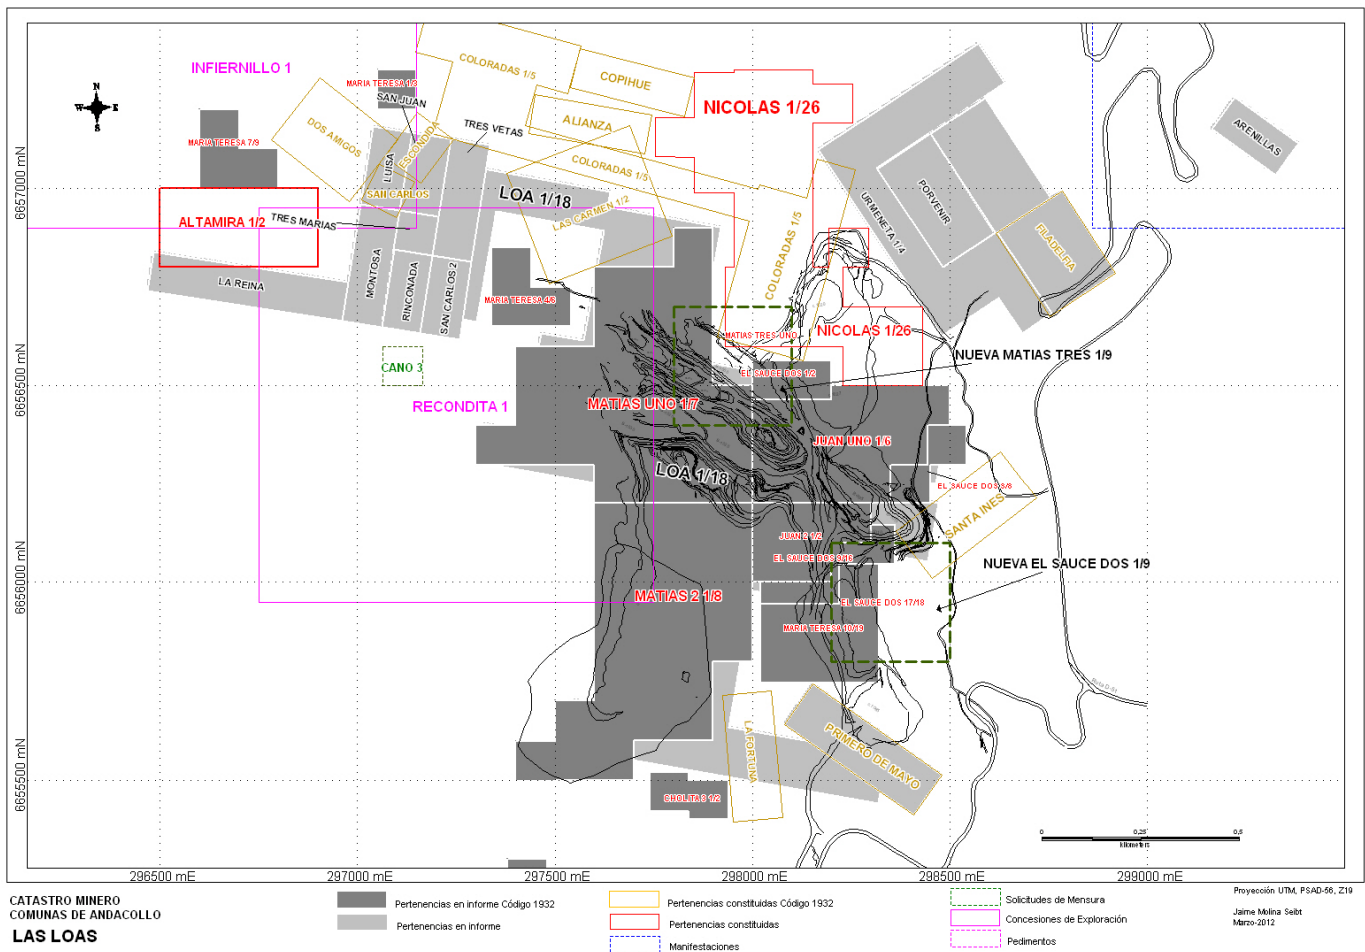 INFIERNILLO 1
MARIA TERESA 1/3
SAN JUAN
COLORADAS 1/5
COPIHUE
NICOLAS 1/26
ALIANZA
TRES VETAS
ESCONDIDA
DOS AMIGOS
MARIA TERESA 7/9
LUISA
COLORADAS 1/5
SAN CARLOS
LOA 1/18
LAS CARMEN 1/2
ARENILLAS
PORVENIR
URMENETA 1/4
FILADELFIA
ALTAMIRA 1/2
TRES MARIAS
COLORADAS 1/5
MONTOSA
RINCONADA
SAN CARLOS 2
LA REINA
MARIA TERESA 4/6
MATIAS TRES UNO
NICOLAS 1/26
NUEVA MATIAS TRES 1/9
CANO 3
EL SAUCE DOS 1/2
RECONDITA 1
MATIAS UNO 1/7
JUAN UNO 1/6
LOA 1/18
EL SAUCE DOS 3/8
SANTA INES
JUAN 2 1/2
EL SAUCE DOS 9/16
NUEVA EL SAUCE DOS 1/9
MATIAS 2 1/8
EL SAUCE DOS 17/18
MARIA TERESA 10/19
Ruta D-51
LA FORTUNA
PRIMERO DE MAYO
CHOLITAS 1/2
N
W E
S
6657000 mN
6656500 mN
6656000 mN
6655500 mN
0 0,25 0,5
kilometers
296500 mE 297000 mE 297500 mE 298000 mE 298500 mE 299000 mE
CATASTRO MINERO
COMUNAS DE ANDACOLLO
LAS LOAS
Pertenencias en informe Código 1932
Pertenencias en informe
Pertenencias constituidas Código 1932
Pertenencias constituidas
Manifestaciones
Solicitudes de Mensura
Concesiones de Exploración
Pedimentos
Proyección UTM, PSAD-56, Z19
Jaime Molina Seibt
Marzo-2012